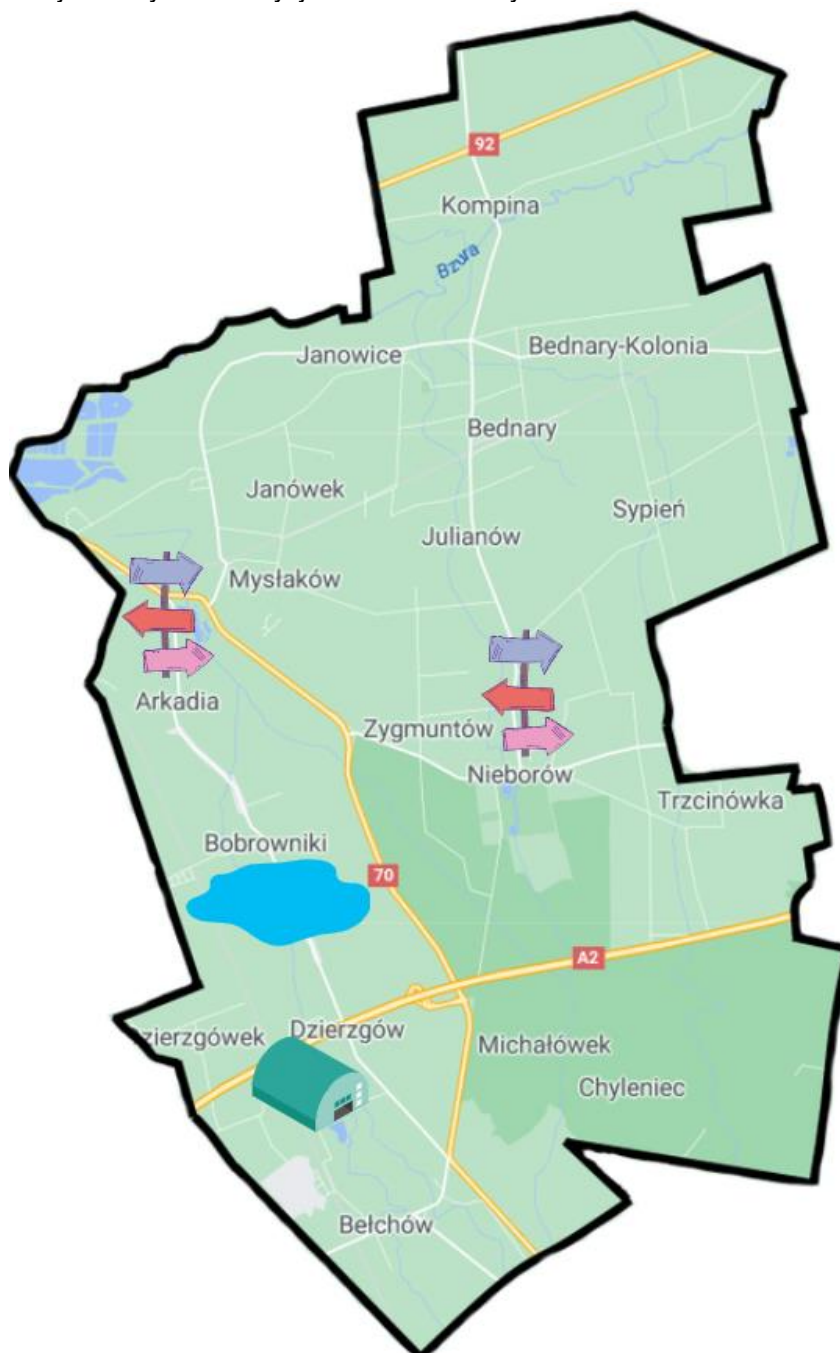 92
Kompina
Bzura
Janowice
Bednary-Kolonia
Bednary
Janówek
Sypień
Julianów
Mysłaków
Arkadia
Zygmuntów
Nieborów
Trzcinówka
Bobrowniki
70
A2
Dzierzgów
zierzgówek
Michałówek
Chyleniec
Bełchów